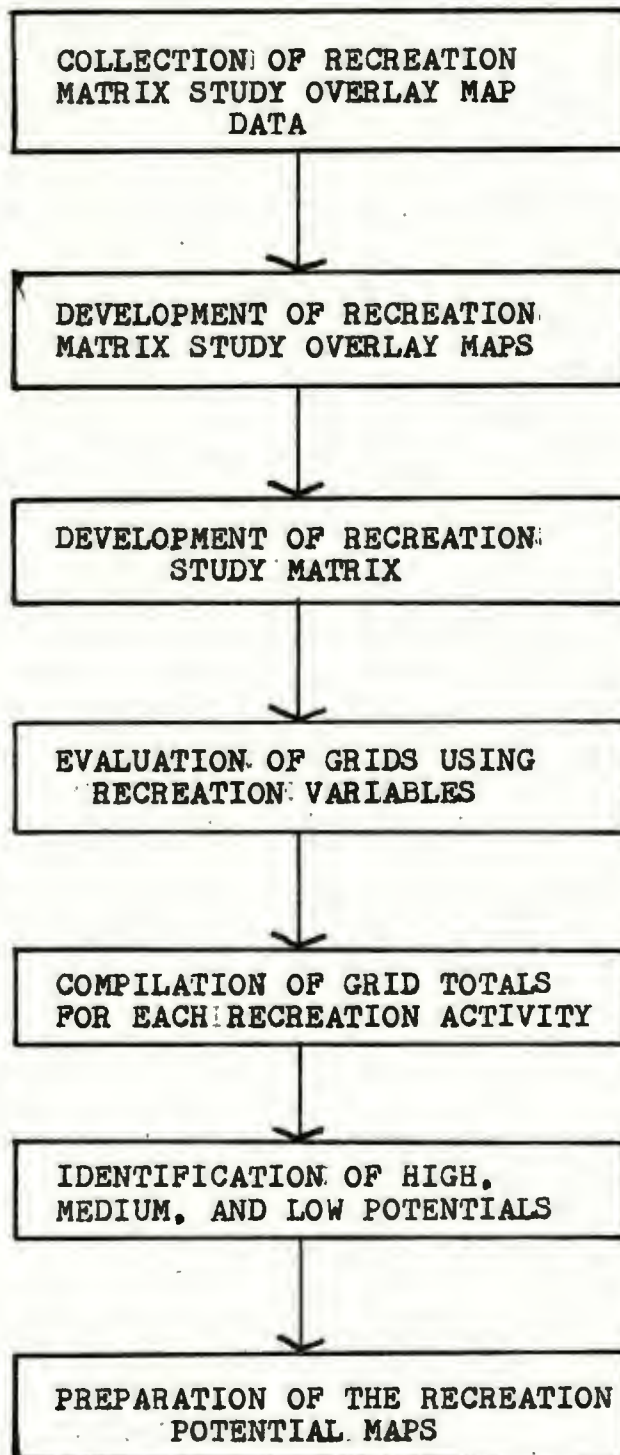 COLLECTION OF RECREATION
MATRIX STUDY OVERLAY MAP
DATA
DEVELOPMENT OF RECREATION
MATRIX STUDY OVERLAY MAPS
DEVELOPMENT OF RECREATION
STUDY MATRIX
EVALUATION OF GRIDS USING
RECREATION VARIABLES
COMPILATION OF GRID TOTALS
FOR EACH RECREATION ACTIVITY
IDENTIFICATION OF HIGH,
MEDIUM, AND LOW POTENTIALS
PREPARATION OF THE RECREATION
POTENTIAL MAPS